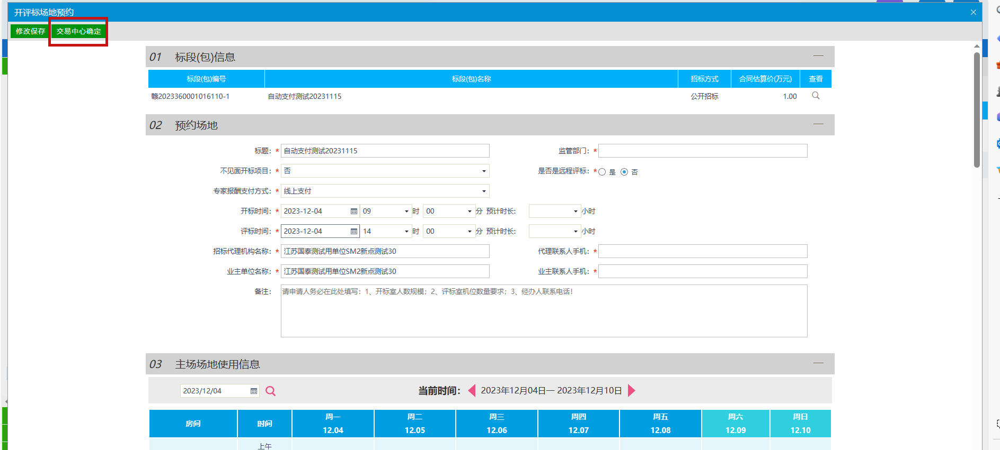 开评标场地预约
修改保存 交易中心确定
01 标段(包)信息
标段(包)编号 标段(包)名称 招标方式 合同估算价(万元) 查看
赣2023360001016110-1 自动支付测试20231115 公开招标 1.00
02 预约场地
标题：* 自动支付测试20231115 监管部门：*
不见面开标项目：* 否 是否是远程评标：* 是 否
专家报酬支付方式：* 线上支付
开标时间：* 2023-12-04 09 时 00 分 预计时长: 小时
评标时间：* 2023-12-04 14 时 00 分 预计时长: 小时
招标代理机构名称：* 江苏国泰测试用单位SM2新点测试30 代理联系人手机：*
业主单位名称：* 江苏国泰测试用单位SM2新点测试30 业主联系人手机：*
备注： 请申请人务必在此处填写：1、开标室人数规模；2、评标室机位数量要求；3、经办人联系电话！
03 主场场地使用信息
2023/12/04 当前时间： 2023年12月04日— 2023年12月10日
房间 时间 周一 周二 周三 周四 周五 周六 周日
12.04 12.05 12.06 12.07 12.08 12.09 12.10
上午